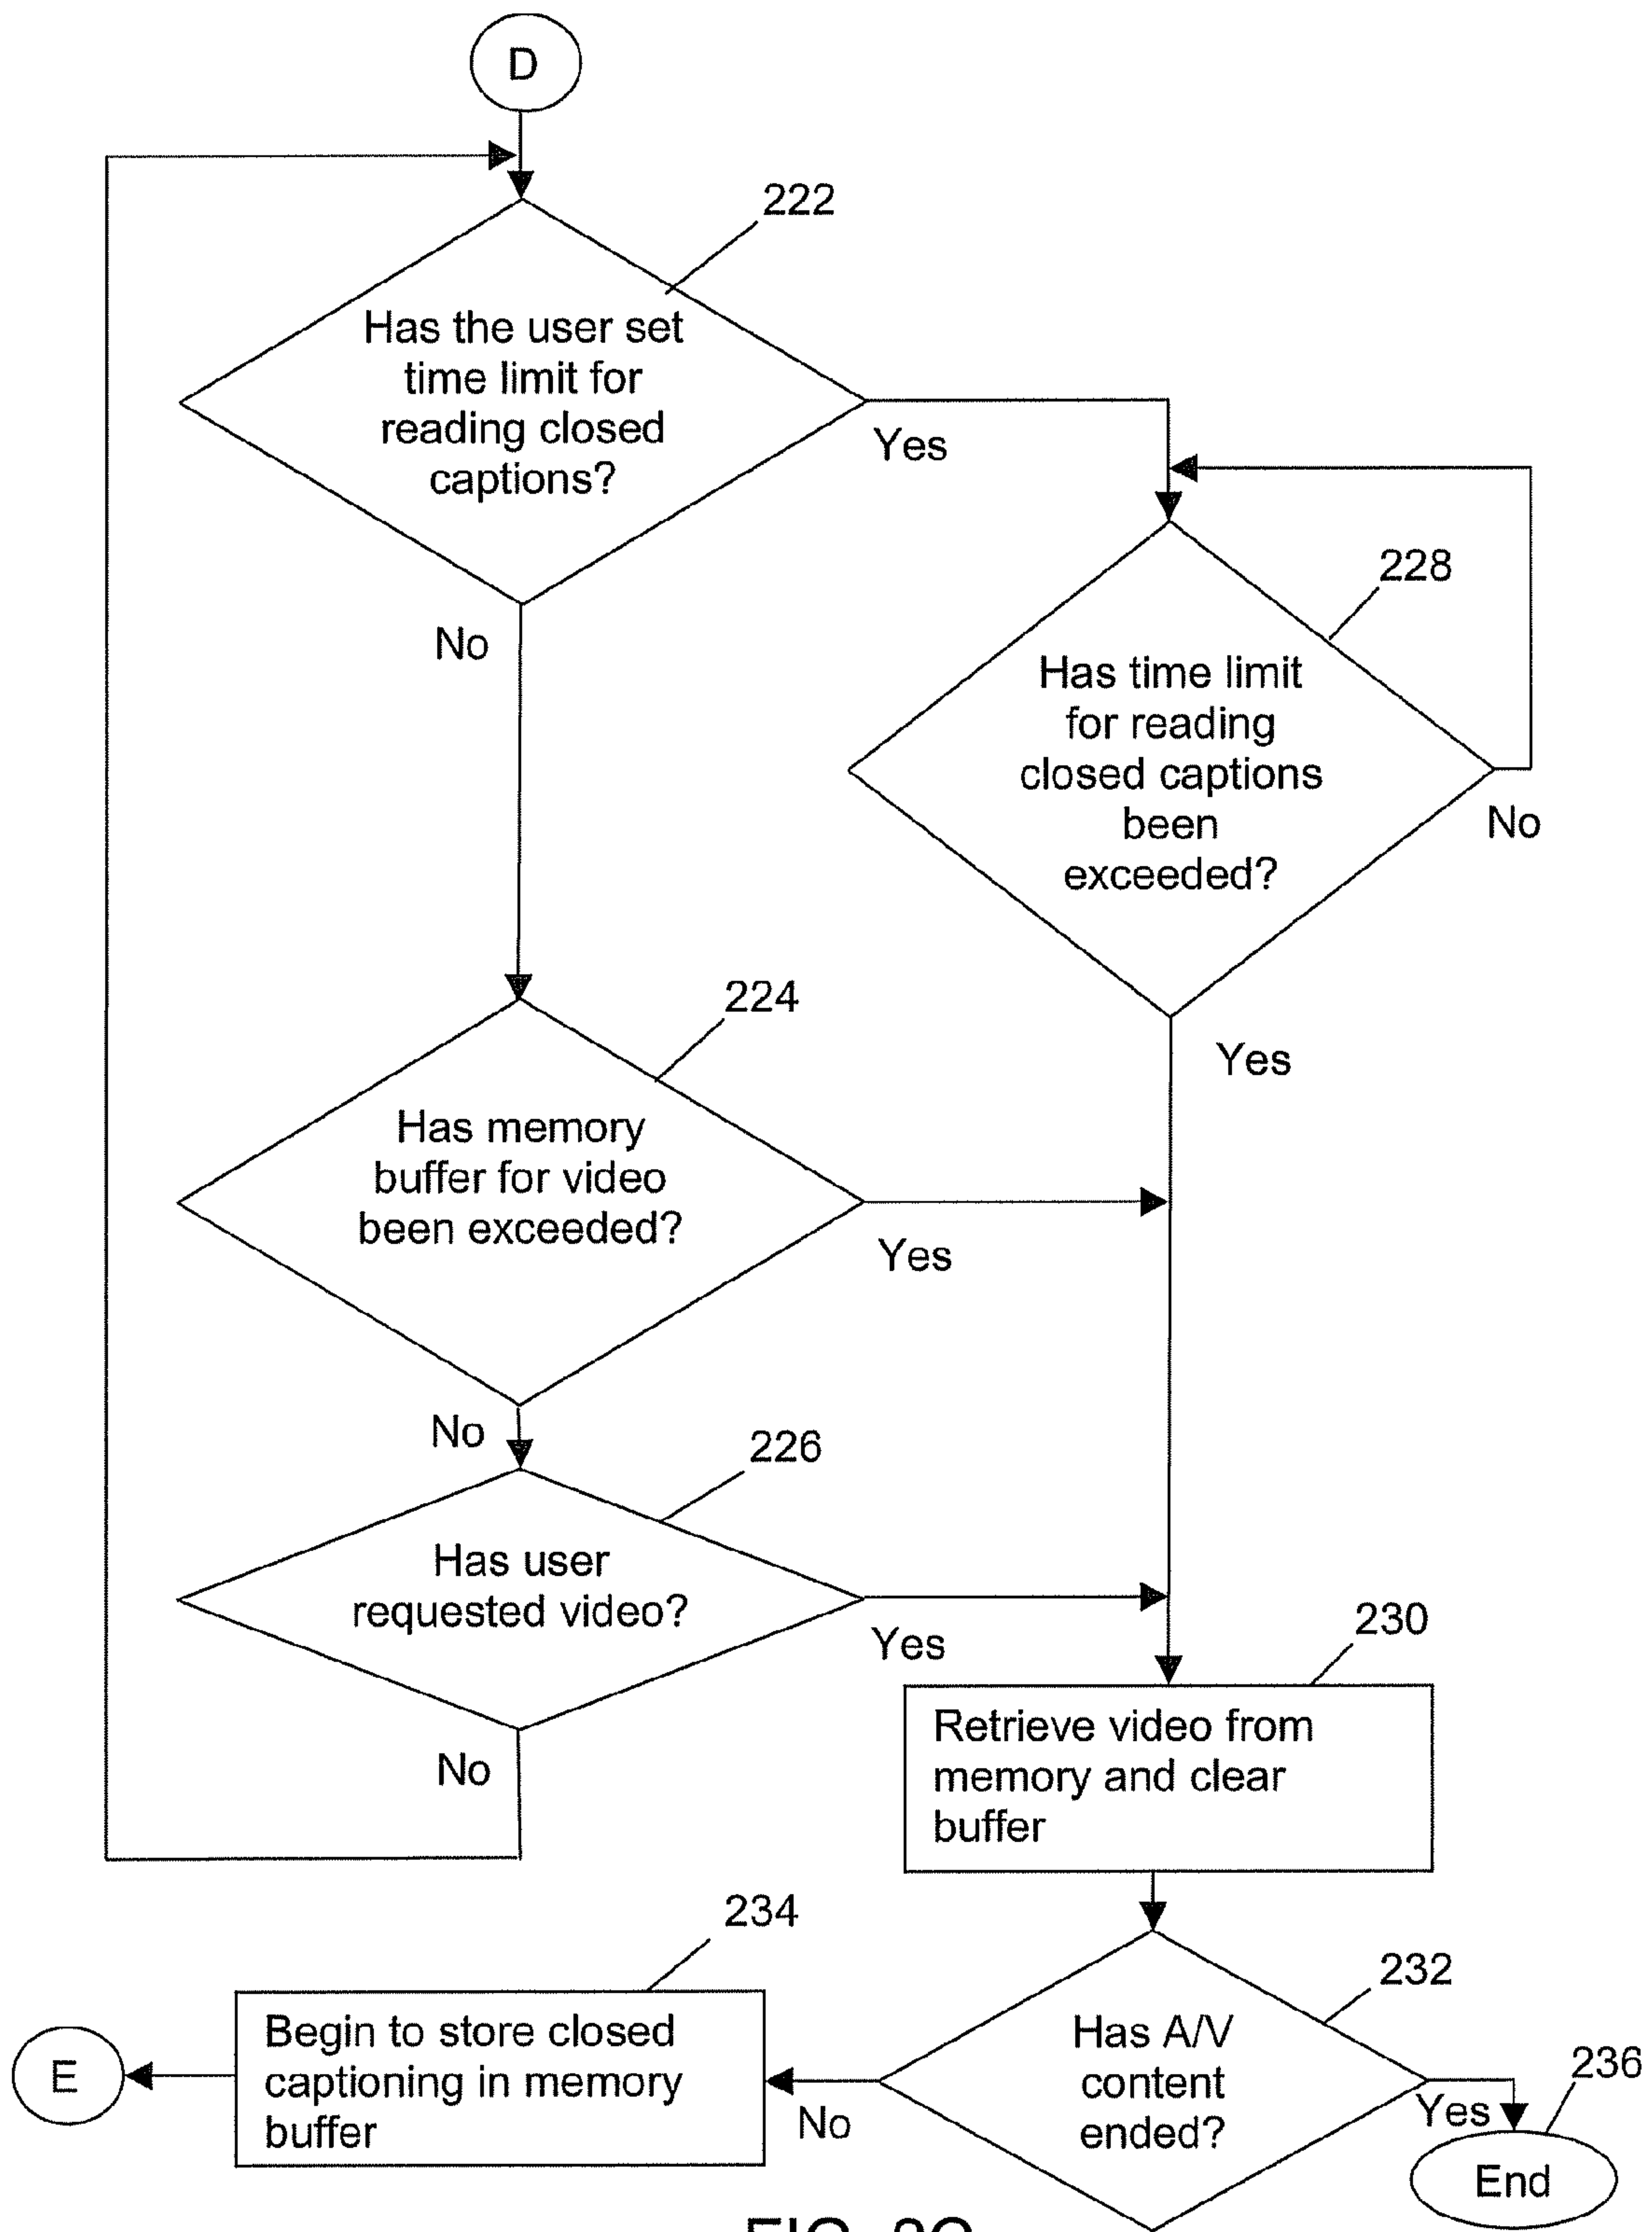 D
222
Has the user set
time limit for
reading closed
captions?
Yes
No
228
Has time limit
for reading
closed captions
been
exceeded?
No
Yes
224
Has memory
buffer for video
been exceeded?
Yes
No
226
Has user
requested video?
Yes
No
230
Retrieve video from
memory and clear
buffer
234
Begin to store closed
captioning in memory
buffer
E
232
Has A/V
content
ended?
No
Yes
236
End
FIG.